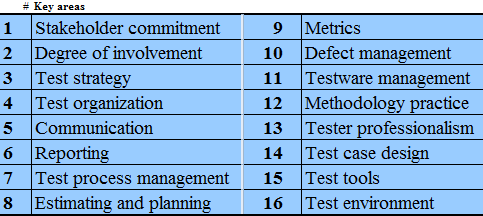 # Key areas
1 Stakeholder commitment 9 Metrics
2 Degree of involvement 10 Defect management
3 Test strategy 11 Testware management
4 Test organization 12 Methodology practice
5 Communication 13 Tester professionalism
6 Reporting 14 Test case design
7 Test process management 15 Test tools
8 Estimating and planning 16 Test environment